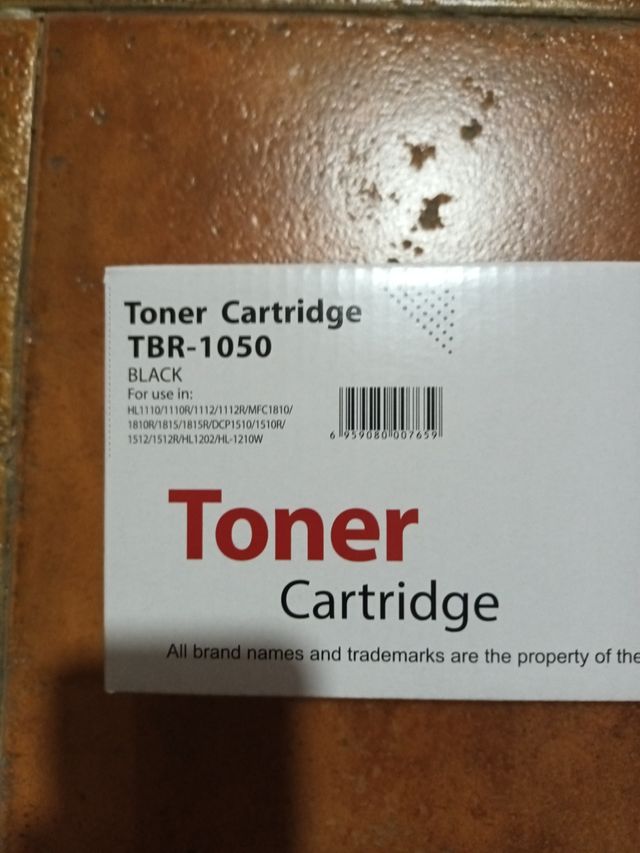 Toner Cartridge
TBR-1050
BLACK
For use in:
HL1110/1110R/1112/1112R/MFC1810/
1810R/1815/1815R/DCP1510/1510R/
1512/1512R/HL1202/HL-1210W
6 959080 007659
Toner
Cartridge
All brand names and trademarks are the property of the